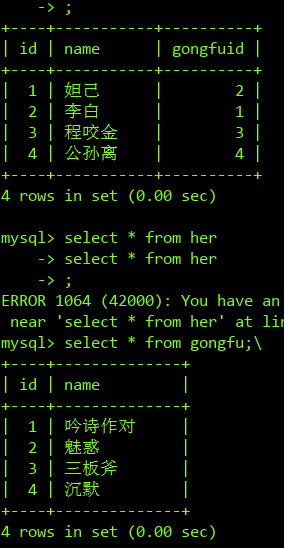 -> ;
+----+-----------+----------+
| id | name      | gongfuid |
+----+-----------+----------+
|  1 | 妲己      |        2 |
|  2 | 李白      |        1 |
|  3 | 程咬金    |        3 |
|  4 | 公孙离    |        4 |
+----+-----------+----------+
4 rows in set (0.00 sec)

mysql> select * from her
    -> select * from her
    -> ;
ERROR 1064 (42000): You have an
 near 'select * from her' at lin
mysql> select * from gongfu;\
+----+--------------+
| id | name         |
+----+--------------+
|  1 | 吟诗作对     |
|  2 | 魅惑         |
|  3 | 三板斧       |
|  4 | 沉默         |
+----+--------------+
4 rows in set (0.00 sec)